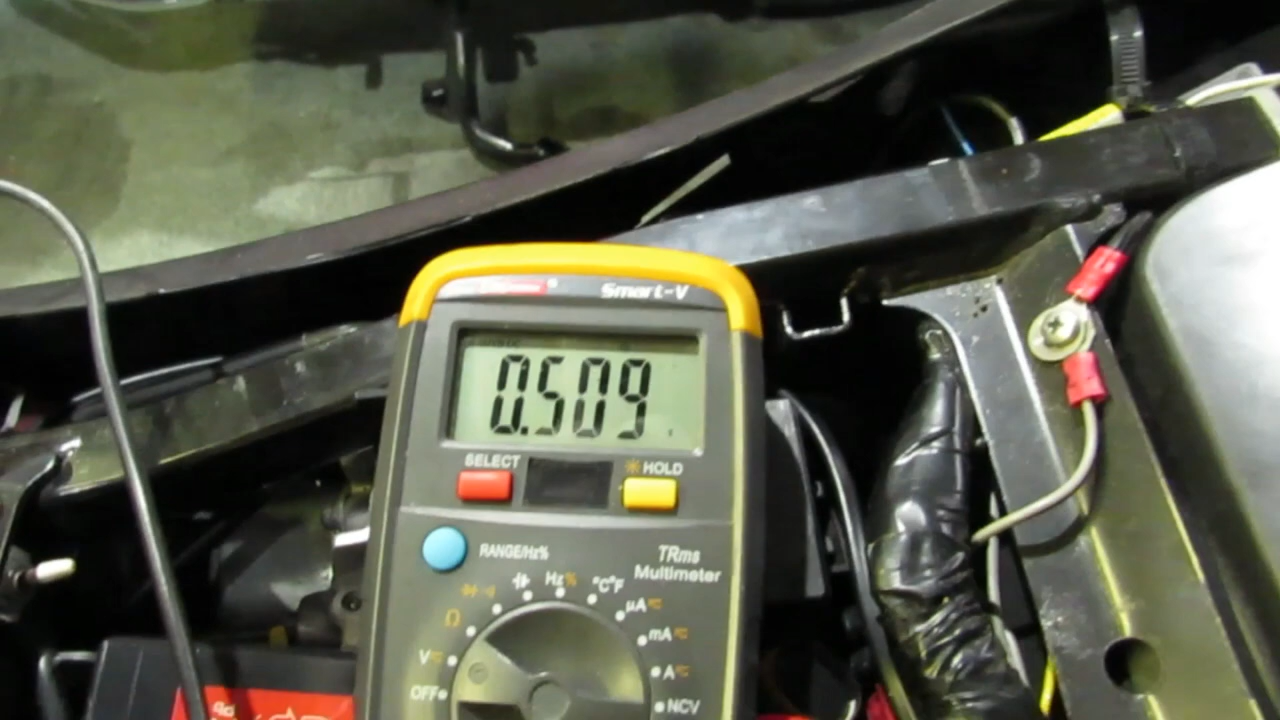 Smart-V
0.509
SELECT
HOLD
RANGE/Hz%
TRms
Multimeter
Hz%
°C°F
µA
Ω
mA
V
A
OFF
NCV